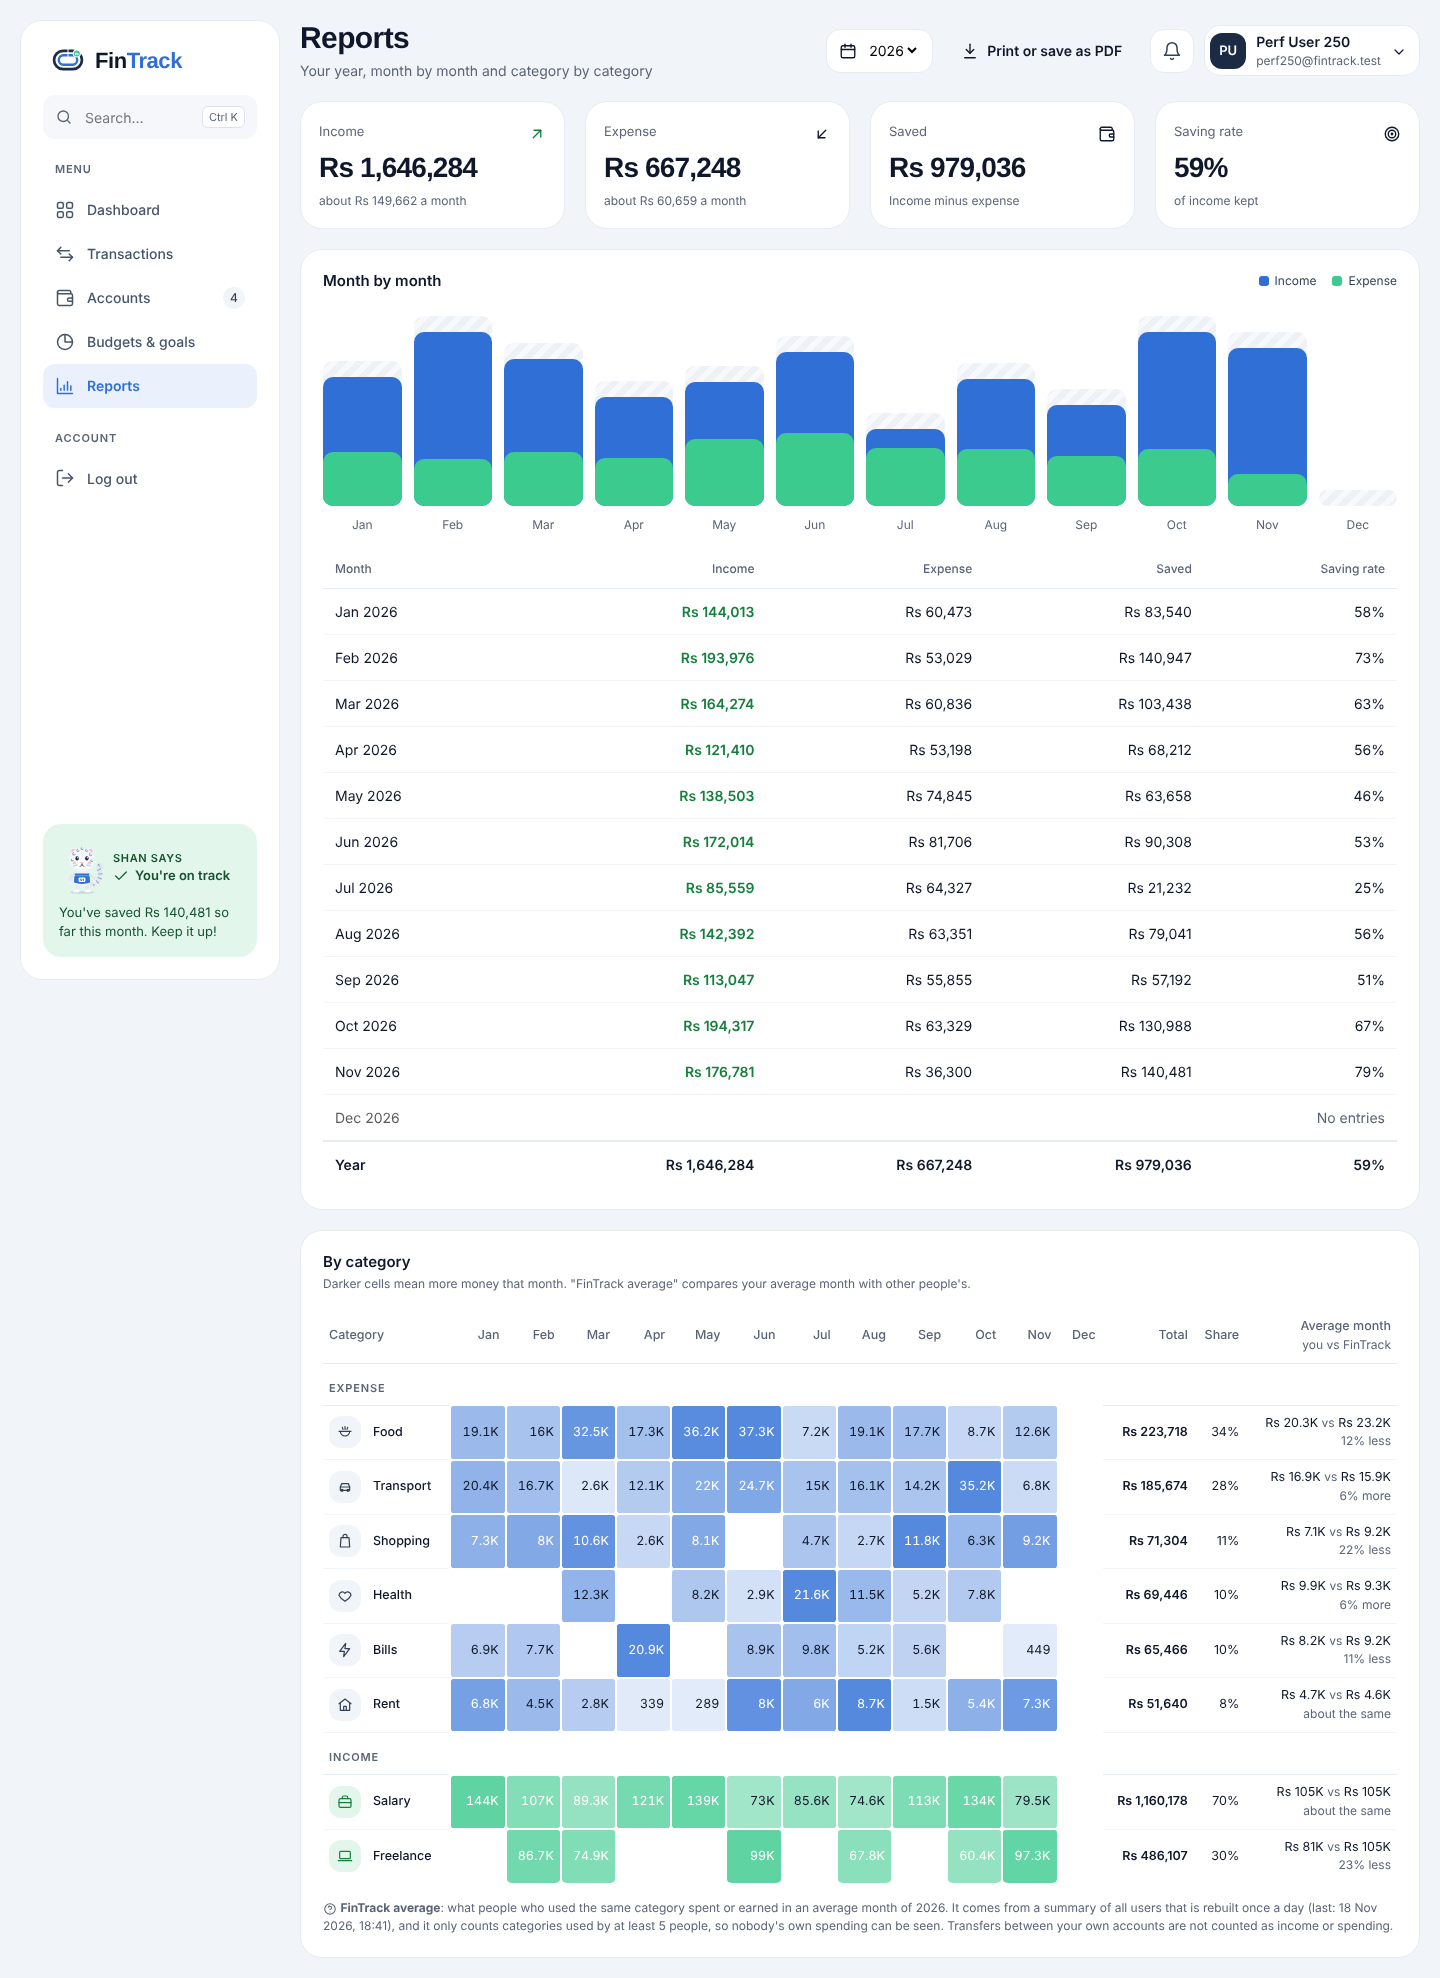 FinTrack
Search...
Ctrl K
MENU
Dashboard
Transactions
Accounts 4
Budgets & goals
Reports
ACCOUNT
Log out
SHAN SAYS
You're on track
You've saved Rs 140,481 so
far this month. Keep it up!
Reports
Your year, month by month and category by category
2026
Print or save as PDF
PU
Perf User 250
perf250@fintrack.test
Income
Rs 1,646,284
about Rs 149,662 a month
Expense
Rs 667,248
about Rs 60,659 a month
Saved
Rs 979,036
Income minus expense
Saving rate
59%
of income kept
Month by month
Income Expense
Jan Feb Mar Apr May Jun Jul Aug Sep Oct Nov Dec
Month Income Expense Saved Saving rate
Jan 2026 Rs 144,013 Rs 60,473 Rs 83,540 58%
Feb 2026 Rs 193,976 Rs 53,029 Rs 140,947 73%
Mar 2026 Rs 164,274 Rs 60,836 Rs 103,438 63%
Apr 2026 Rs 121,410 Rs 53,198 Rs 68,212 56%
May 2026 Rs 138,503 Rs 74,845 Rs 63,658 46%
Jun 2026 Rs 172,014 Rs 81,706 Rs 90,308 53%
Jul 2026 Rs 85,559 Rs 64,327 Rs 21,232 25%
Aug 2026 Rs 142,392 Rs 63,351 Rs 79,041 56%
Sep 2026 Rs 113,047 Rs 55,855 Rs 57,192 51%
Oct 2026 Rs 194,317 Rs 63,329 Rs 130,988 67%
Nov 2026 Rs 176,781 Rs 36,300 Rs 140,481 79%
Dec 2026 No entries
Year Rs 1,646,284 Rs 667,248 Rs 979,036 59%
By category
Darker cells mean more money that month. "FinTrack average" compares your average month with other people's.
Category Jan Feb Mar Apr May Jun Jul Aug Sep Oct Nov Dec Total Share Average month
you vs FinTrack
EXPENSE
Food 19.1K 16K 32.5K 17.3K 36.2K 37.3K 7.2K 19.1K 17.7K 8.7K 12.6K Rs 223,718 34% Rs 20.3K vs Rs 23.2K
12% less
Transport 20.4K 16.7K 2.6K 12.1K 22K 24.7K 15K 16.1K 14.2K 35.2K 6.8K Rs 185,674 28% Rs 16.9K vs Rs 15.9K
6% more
Shopping 7.3K 8K 10.6K 2.6K 8.1K 4.7K 2.7K 11.8K 6.3K 9.2K Rs 71,304 11% Rs 7.1K vs Rs 9.2K
22% less
Health 12.3K 8.2K 2.9K 21.6K 11.5K 5.2K 7.8K Rs 69,446 10% Rs 9.9K vs Rs 9.3K
6% more
Bills 6.9K 7.7K 20.9K 8.9K 9.8K 5.2K 5.6K 449 Rs 65,466 10% Rs 8.2K vs Rs 9.2K
11% less
Rent 6.8K 4.5K 2.8K 339 289 8K 6K 8.7K 1.5K 5.4K 7.3K Rs 51,640 8% Rs 4.7K vs Rs 4.6K
about the same
INCOME
Salary 144K 107K 89.3K 121K 139K 73K 85.6K 74.6K 113K 134K 79.5K Rs 1,160,178 70% Rs 105K vs Rs 105K
about the same
Freelance 86.7K 74.9K 99K 67.8K 60.4K 97.3K Rs 486,107 30% Rs 81K vs Rs 105K
23% less
FinTrack average: what people who used the same category spent or earned in an average month of 2026. It comes from a summary of all users that is rebuilt once a day (last: 18 Nov
2026, 18:41), and it only counts categories used by at least 5 people, so nobody's own spending can be seen. Transfers between your own accounts are not counted as income or spending.